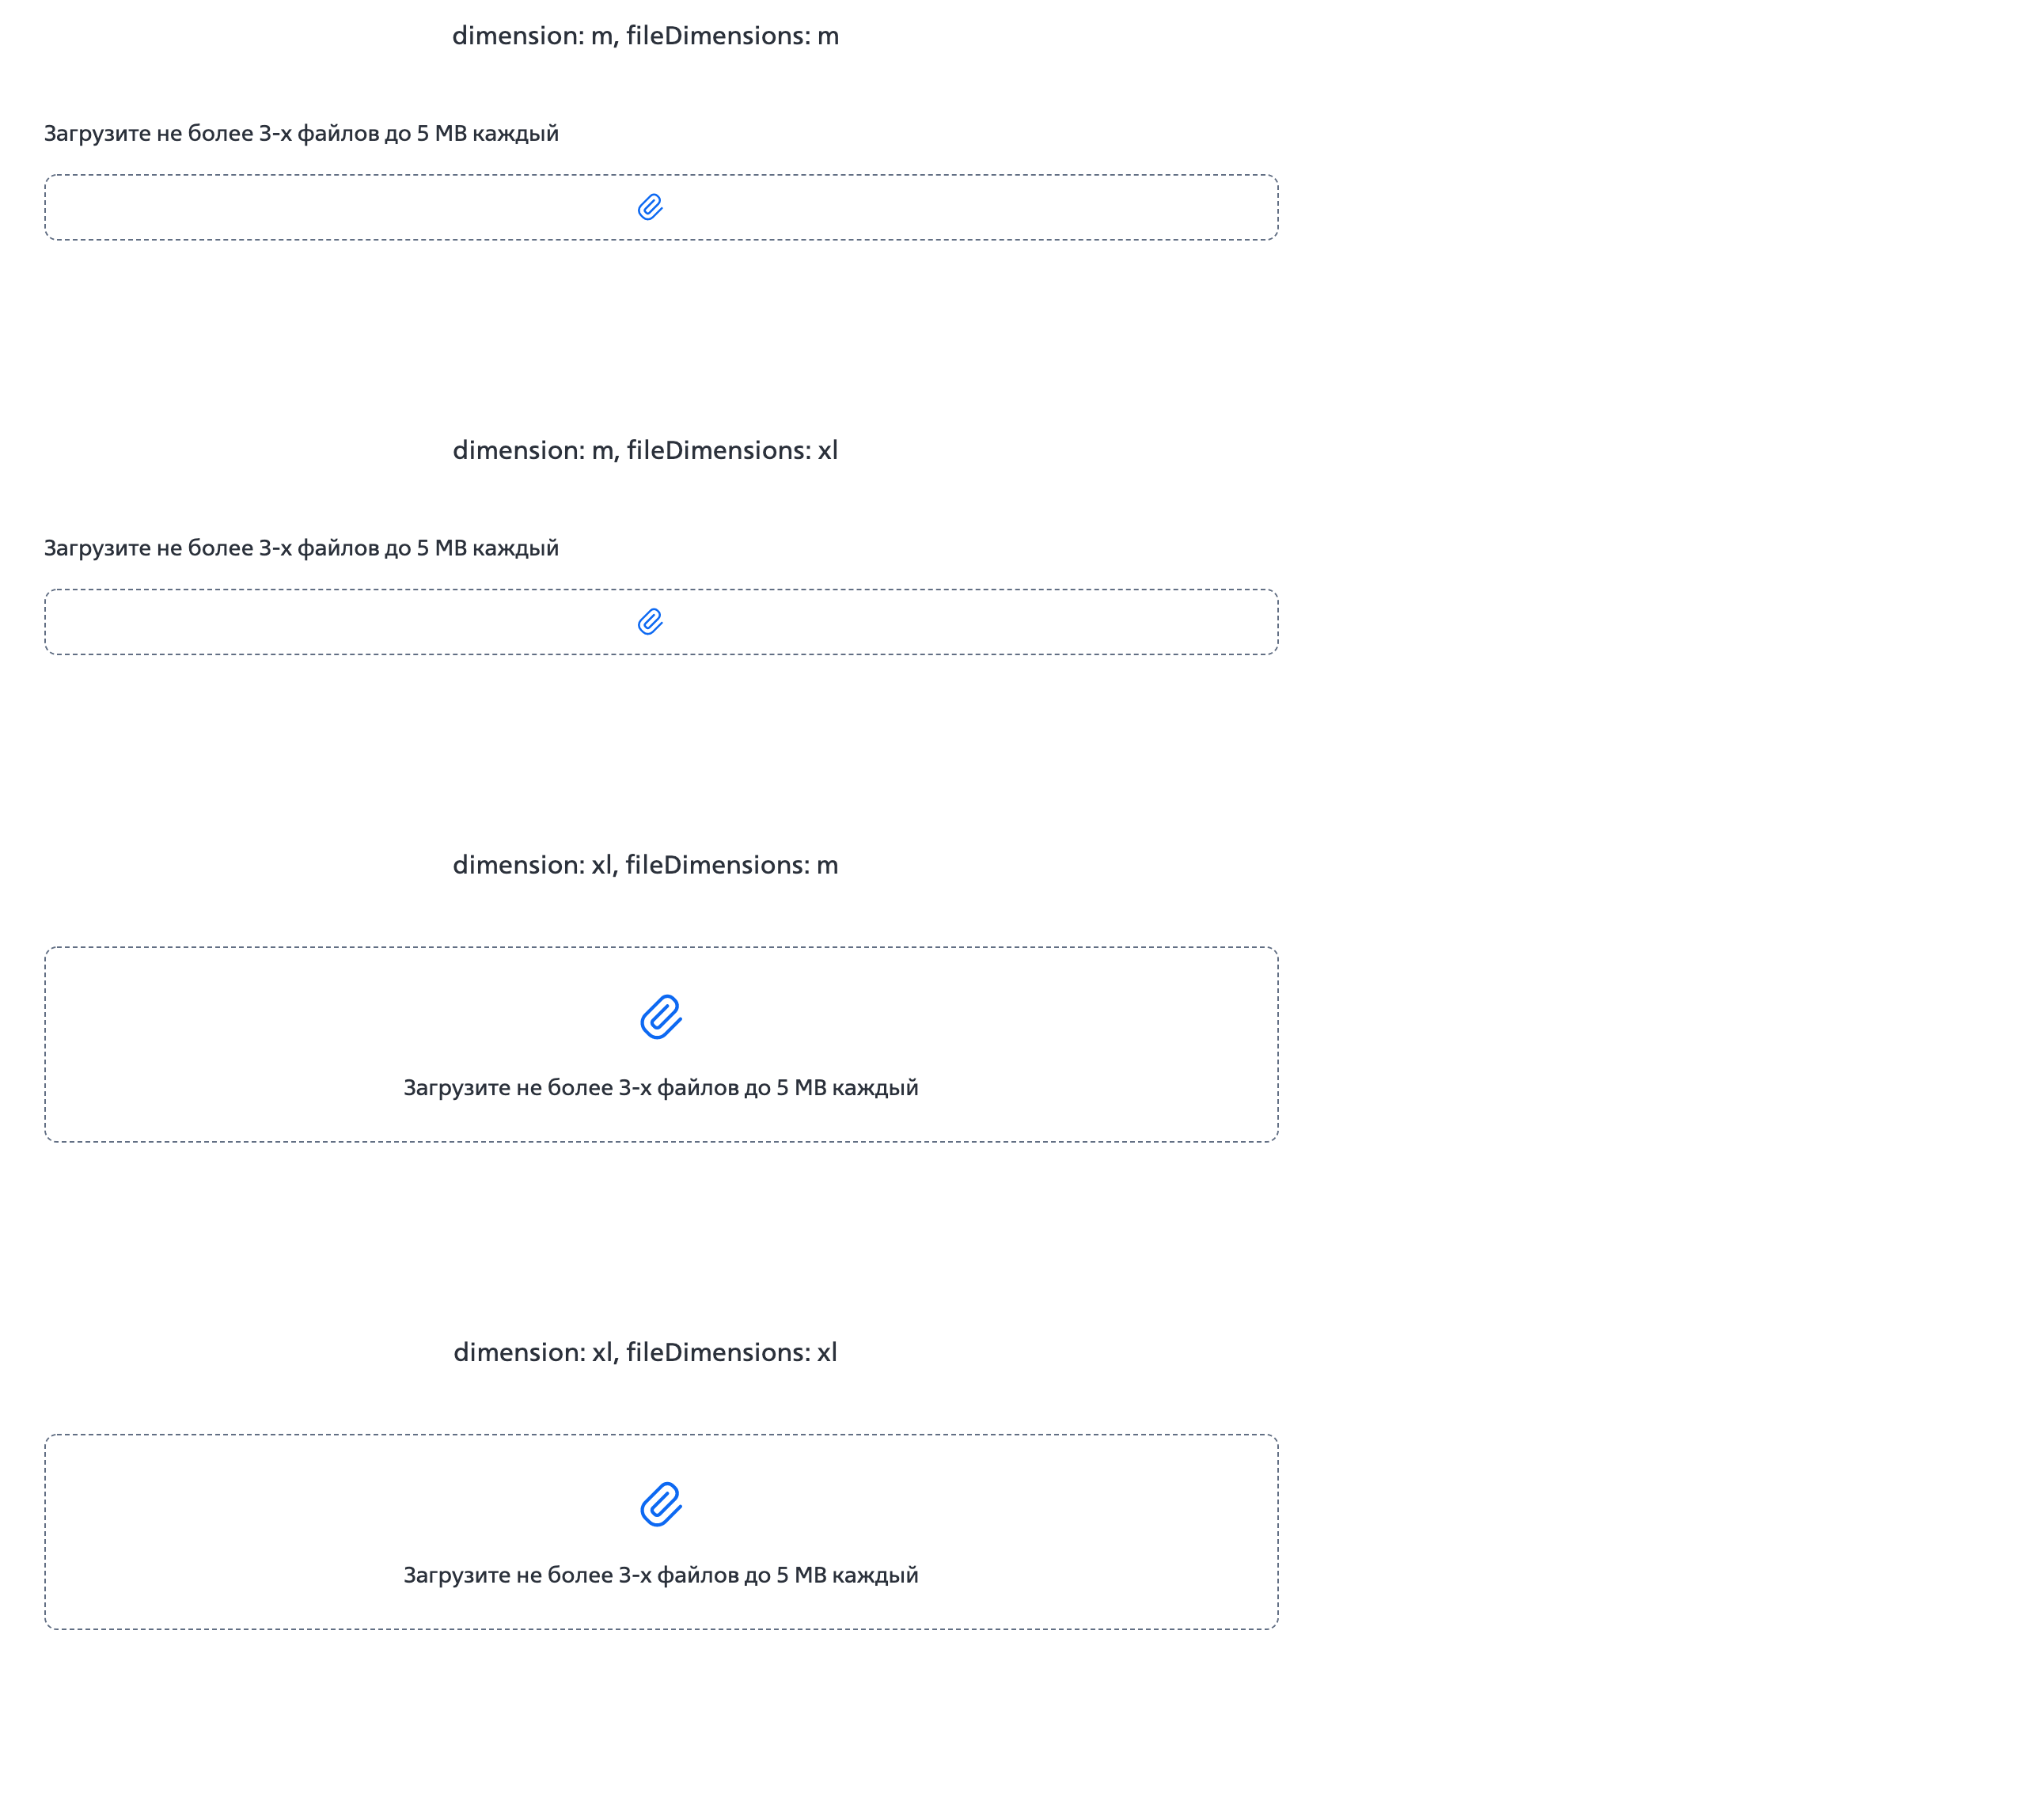 dimension: m, fileDimensions: m
Загрузите не более 3-х файлов до 5 MB каждый
dimension: m, fileDimensions: xl
Загрузите не более 3-х файлов до 5 MB каждый
dimension: xl, fileDimensions: m
Загрузите не более 3-х файлов до 5 MB каждый
dimension: xl, fileDimensions: xl
Загрузите не более 3-х файлов до 5 MB каждый